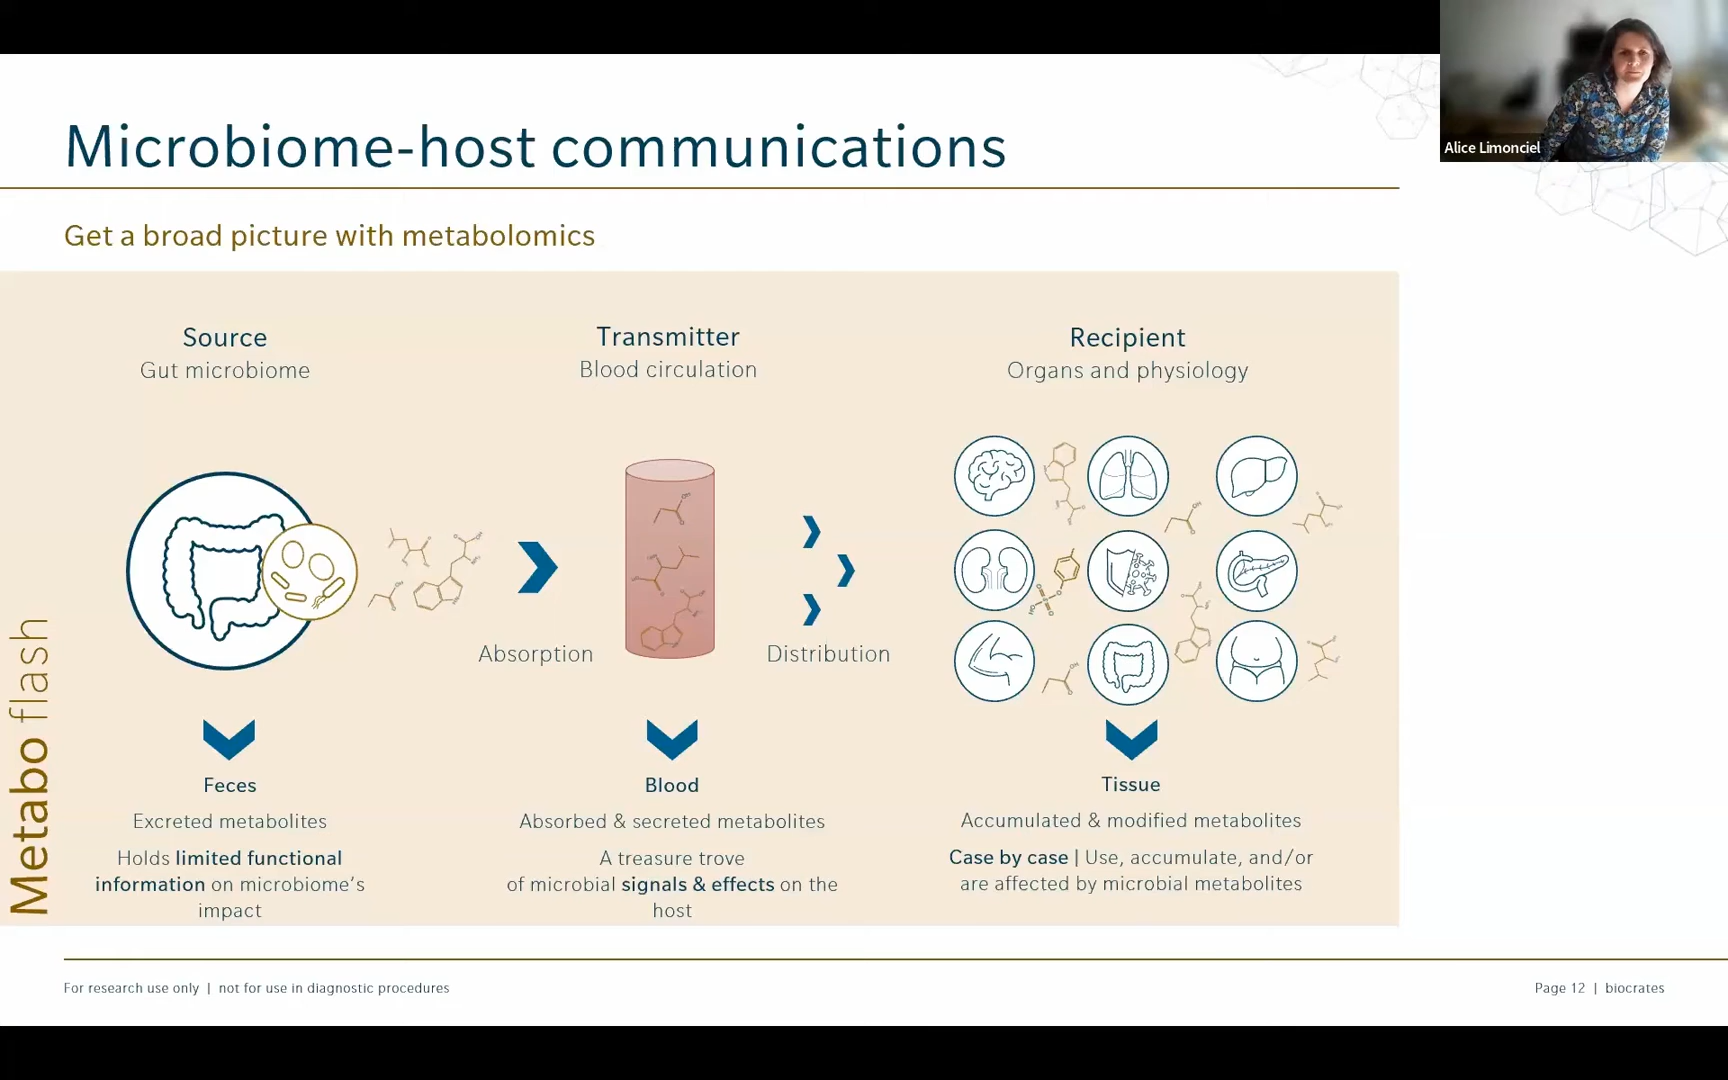 Alice Limonciel
Microbiome-host communications
Get a broad picture with metabolomics
Source
Gut microbiome
Transmitter
Blood circulation
Recipient
Organs and physiology
Absorption
Distribution
Metabo flash
Feces
Excreted metabolites
Holds limited functional
information on microbiome's
impact
Blood
Absorbed & secreted metabolites
A treasure trove
of microbial signals & effects on the
host
Tissue
Accumulated & modified metabolites
Case by case | Use, accumulate, and/or
are affected by microbial metabolites
For research use only | not for use in diagnostic procedures
Page 12 | biocrates